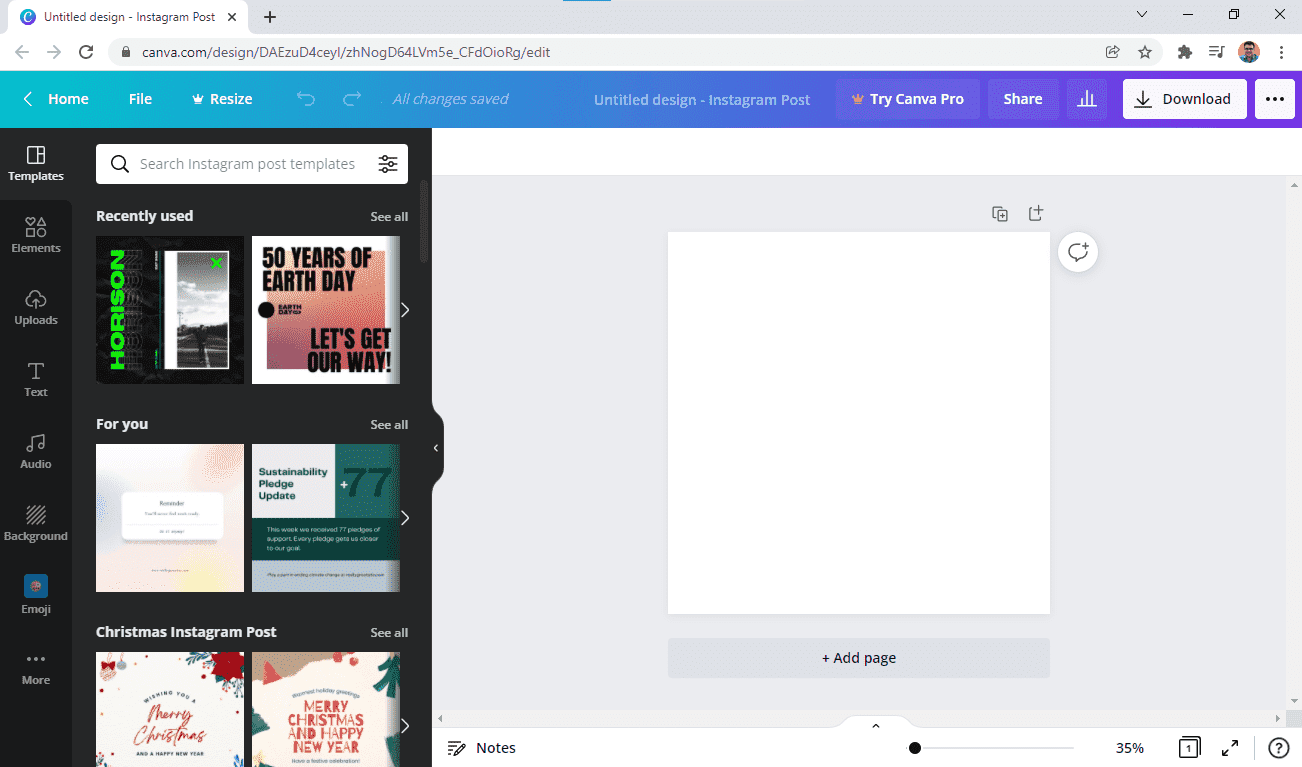 Untitled design - Instagram Post
canva.com/design/DAEzuD4ceyI/zhNogD64LVm5e_CFdOioRg/edit
Home
File
Resize
All changes saved
Untitled design - Instagram Post
Try Canva Pro
Share
Download
Templates
Elements
Uploads
Text
Audio
Background
Emoji
More
Search Instagram post templates
Recently used
See all
HORISON
50 YEARS OF
EARTH DAY
EARTH
DAY
LET'S GET
OUR WAY!
For you
See all
Reminder
Sustainability
Pledge
Update
+77
This week we received 77 pledges of
support. Every pledge gets us closer
to our goal.
Christmas Instagram Post
See all
WISHING YOU A
Merry
Christmas
AND A HAPPY NEW YEAR
Warmest holiday greetings
MERRY
CHRISTMAS
AND HAPPY
NEW YEAR
Have a festive celebration!
+ Add page
Notes
35%
1